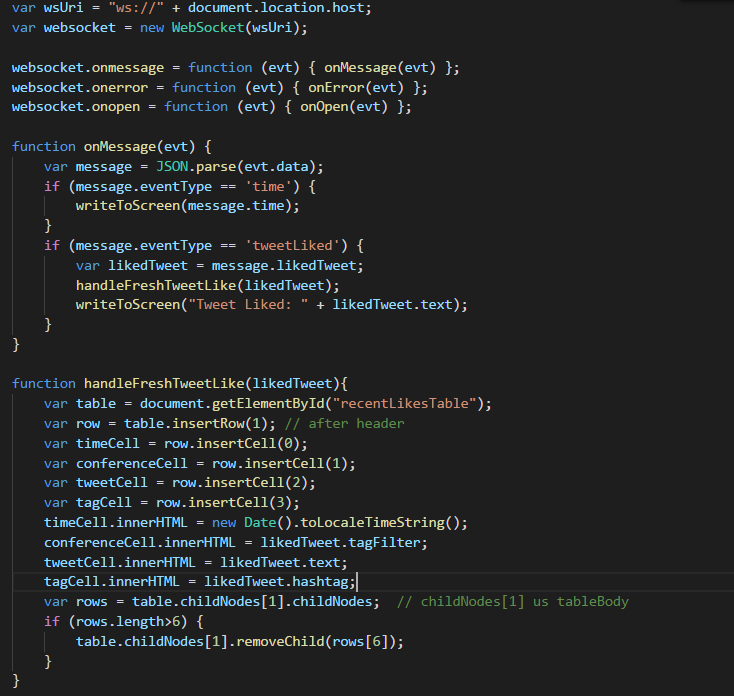 var wsUri = "ws://" + document.location.host;
var websocket = new WebSocket(wsUri);

websocket.onmessage = function (evt) { onMessage(evt) };
websocket.onerror = function (evt) { onError(evt) };
websocket.onopen = function (evt) { onOpen(evt) };

function onMessage(evt) {
    var message = JSON.parse(evt.data);
    if (message.eventType == 'time') {
        writeToScreen(message.time);
    }
    if (message.eventType == 'tweetLiked') {
        var likedTweet = message.likedTweet;
        handleFreshTweetLike(likedTweet);
        writeToScreen("Tweet Liked: " + likedTweet.text);
    }
}

function handleFreshTweetLike(likedTweet){
    var table = document.getElementById("recentLikesTable");
    var row = table.insertRow(1); // after header
    var timeCell = row.insertCell(0);
    var conferenceCell = row.insertCell(1);
    var tweetCell = row.insertCell(2);
    var tagCell = row.insertCell(3);
    timeCell.innerHTML = new Date().toLocaleTimeString();
    conferenceCell.innerHTML = likedTweet.tagFilter;
    tweetCell.innerHTML = likedTweet.text;
    tagCell.innerHTML = likedTweet.hashtag;
    var rows = table.childNodes[1].childNodes;  // childNodes[1] us tableBody
    if (rows.length>6) {
        table.childNodes[1].removeChild(rows[6]);
    }
}